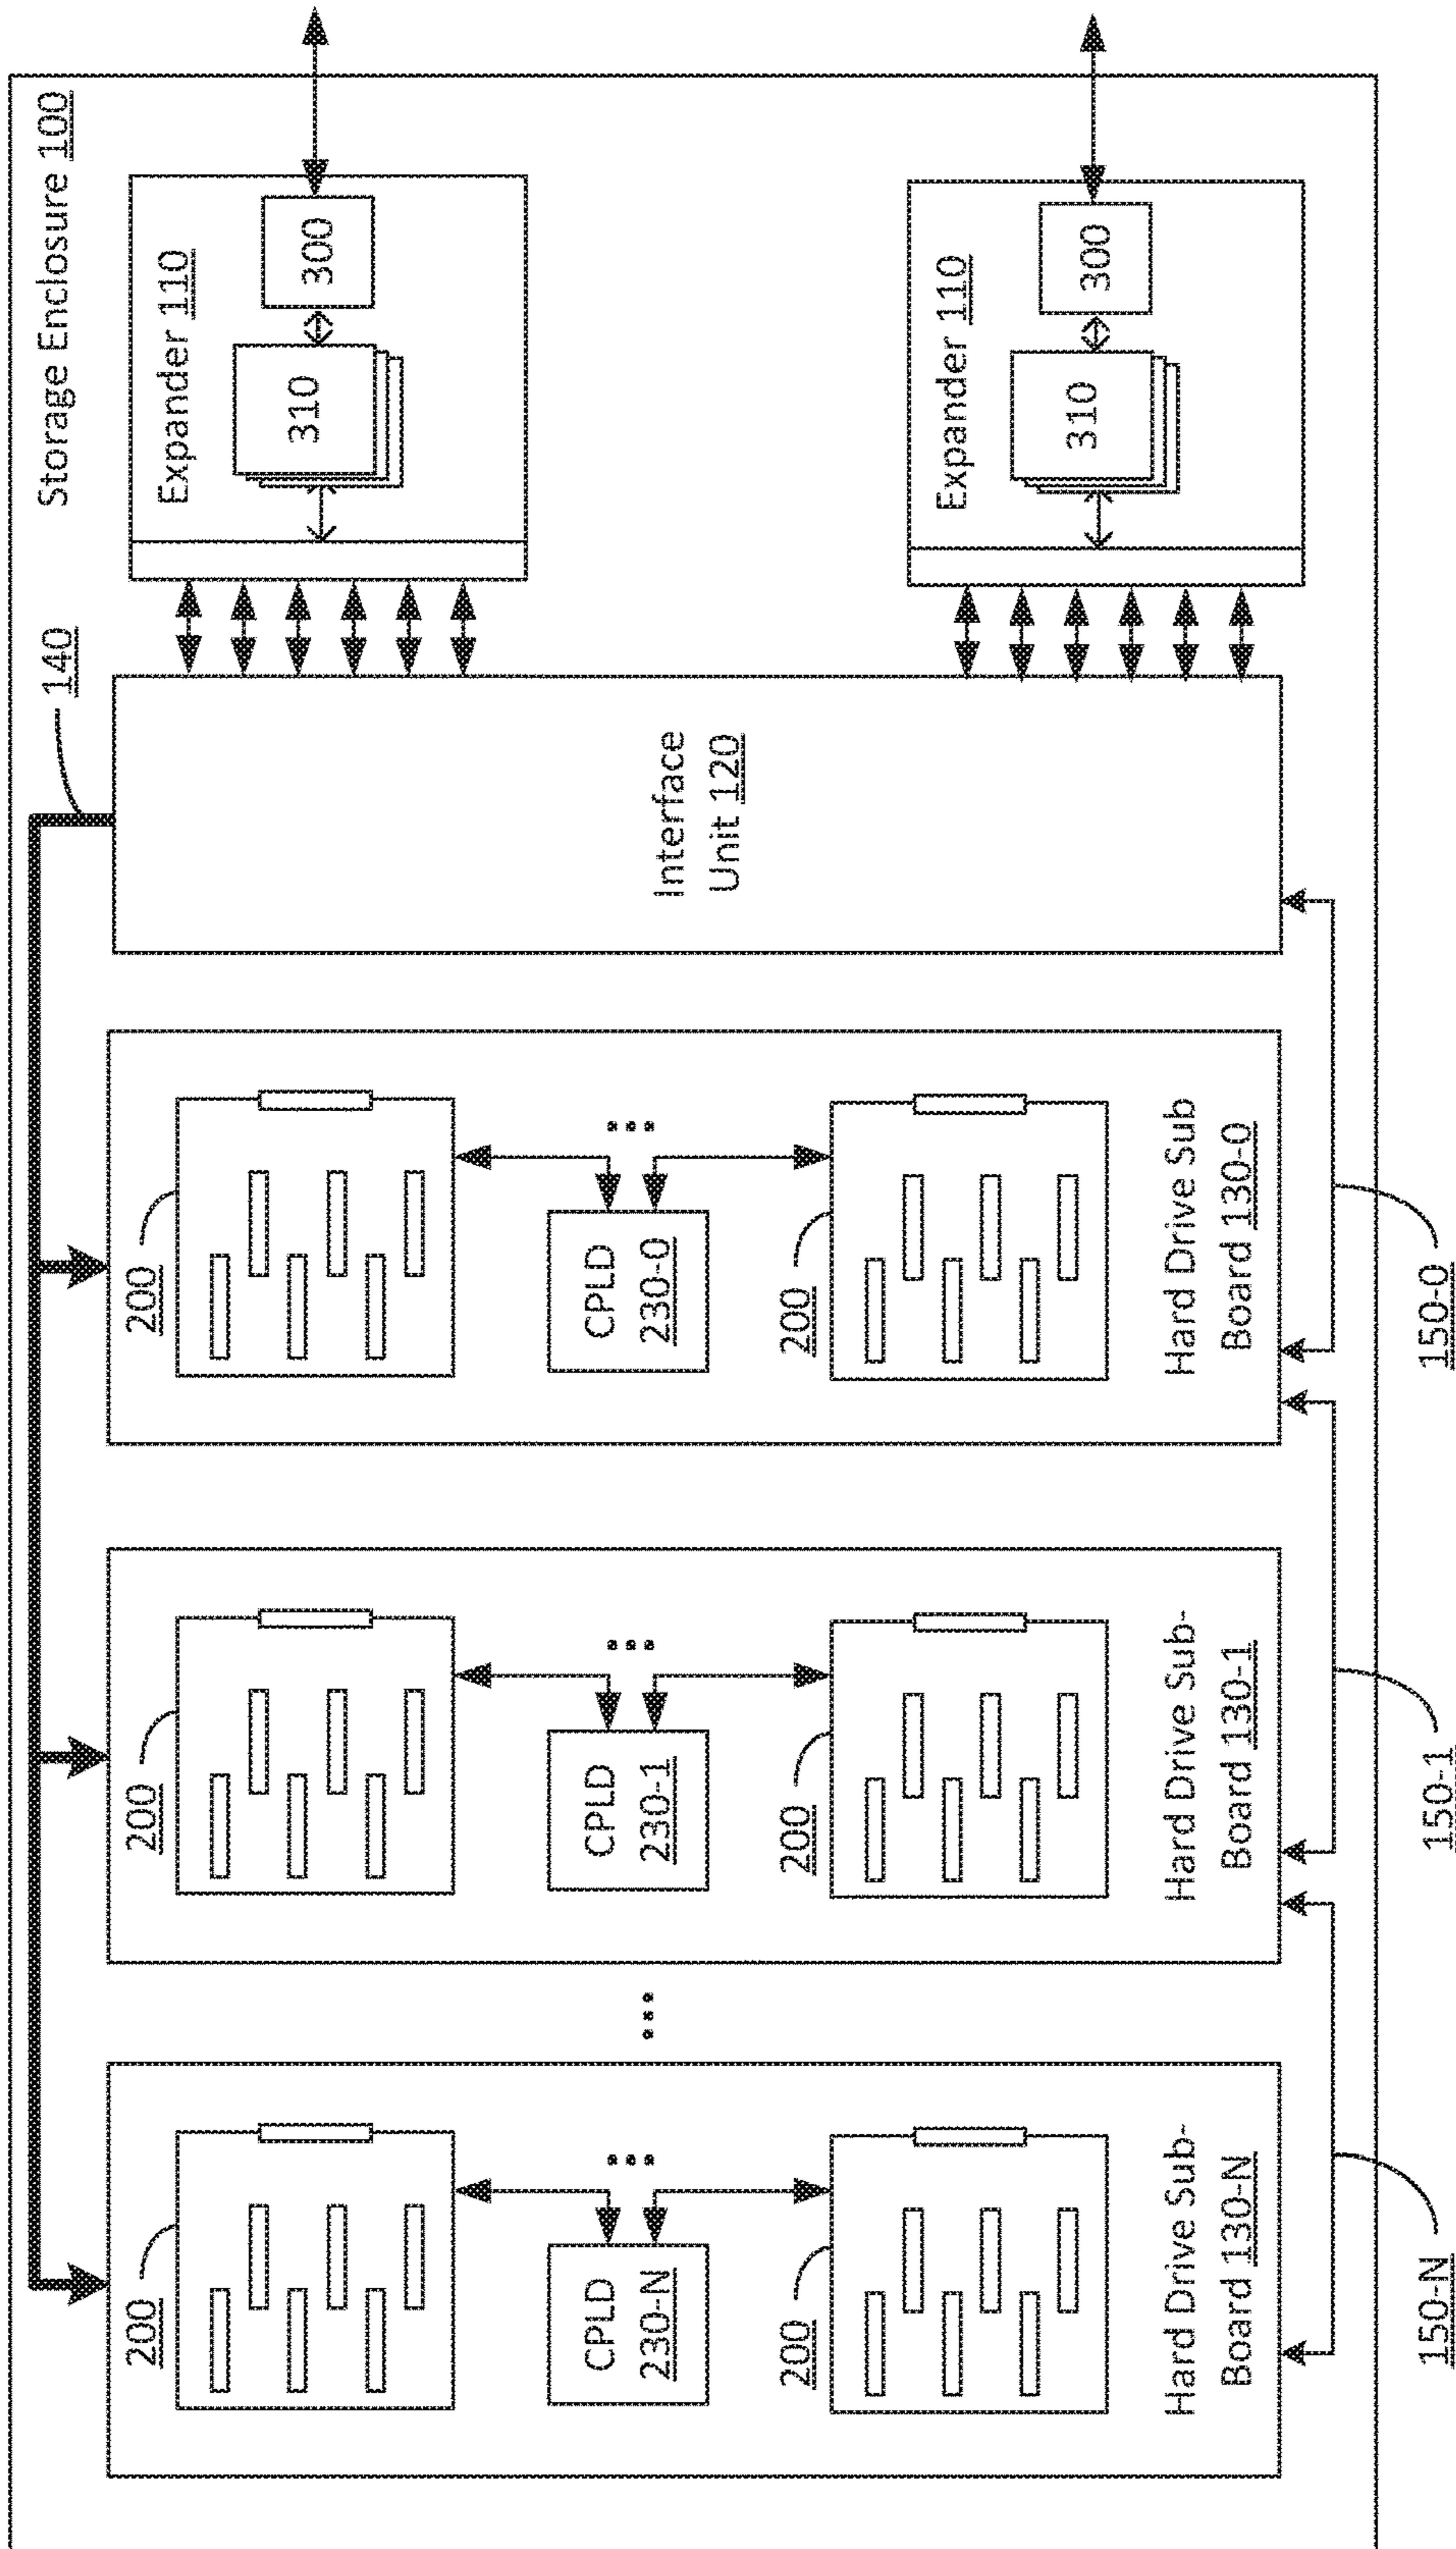 Storage Enclosure 100
140
Expander 110
310
300
Expander 110
310
300
Interface
Unit 120
200
CPLD
230-0
200
Hard Drive Sub
Board 130-0
150-0
200
CPLD
230-1
200
Hard Drive Sub-
Board 130-1
150-1
...
200
CPLD
230-N
200
Hard Drive Sub-
Board 130-N
150-N